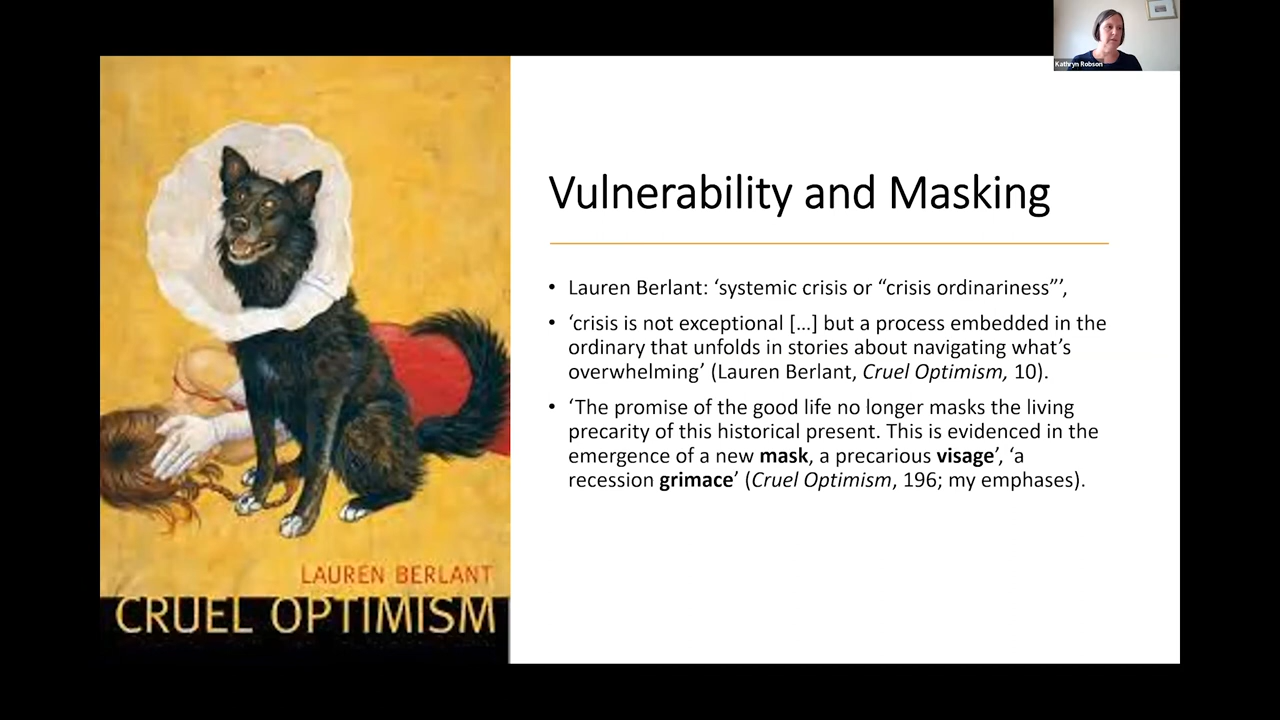 Kathryn Robson
Vulnerability and Masking
• Lauren Berlant: ‘systemic crisis or “crisis ordinariness”’,
• ‘crisis is not exceptional […] but a process embedded in the
ordinary that unfolds in stories about navigating what’s
overwhelming’ (Lauren Berlant, Cruel Optimism, 10).
• ‘The promise of the good life no longer masks the living
precarity of this historical present. This is evidenced in the
emergence of a new mask, a precarious visage’, ‘a
recession grimace’ (Cruel Optimism, 196; my emphases).
LAUREN BERLANT
CRUEL OPTIMISM